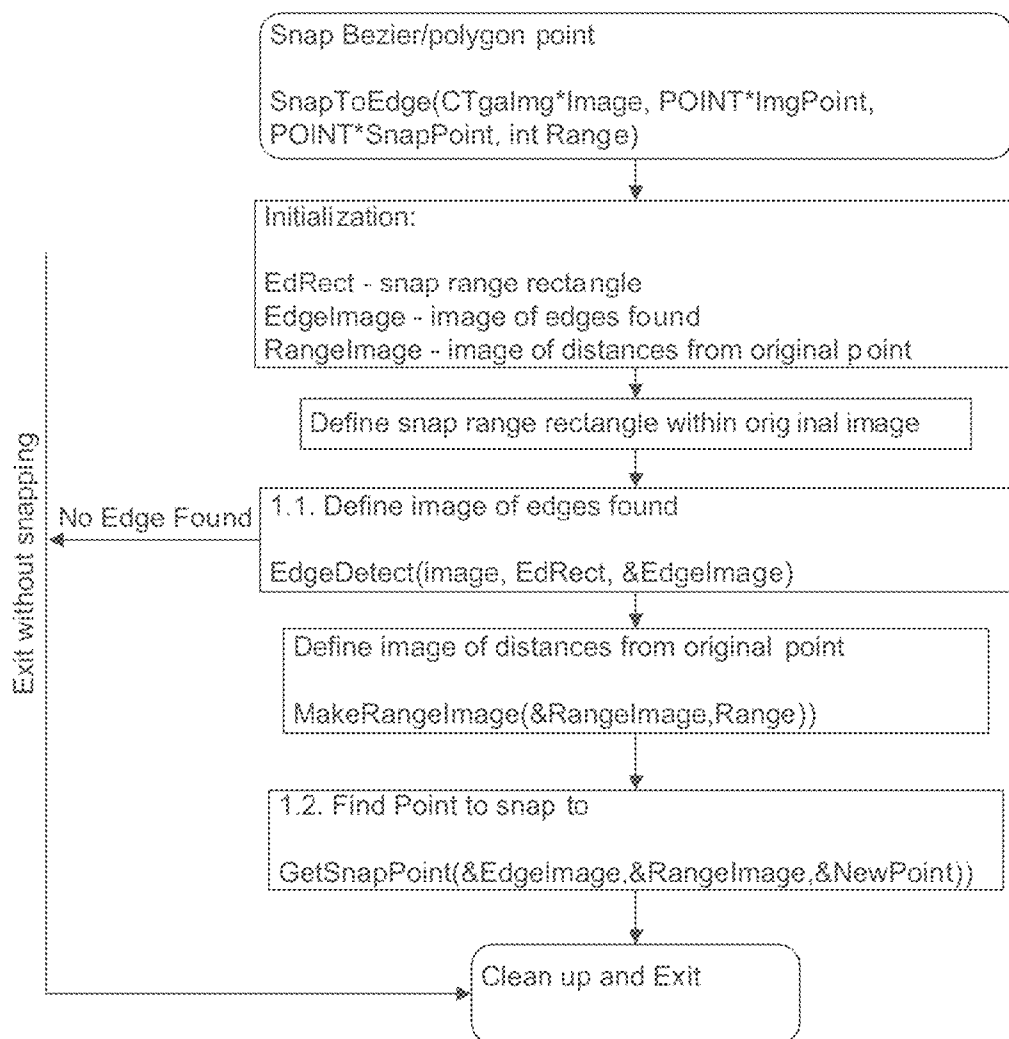 Snap Bezier/polygon point
SnapToEdge(CTgaImg*Image, POINT*ImgPoint,
POINT*SnapPoint, int Range)
Initialization:
EdRect - snap range rectangle
EdgeImage - image of edges found
RangeImage - image of distances from original point
Define snap range rectangle within original image
No Edge Found
1.1. Define image of edges found
EdgeDetect(image, EdRect, &EdgeImage)
Exit without snapping
Define image of distances from original point
MakeRangeImage(&RangeImage,Range))
1.2. Find Point to snap to
GetSnapPoint(&EdgeImage,&RangeImage,&NewPoint))
Clean up and Exit